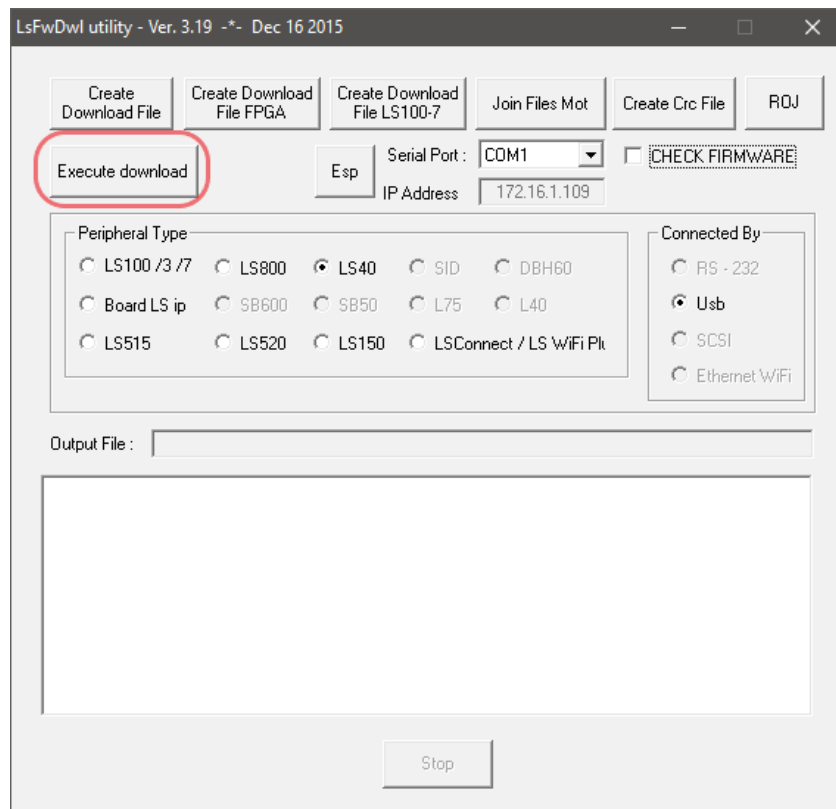 LsFwDwl utility - Ver. 3.19 -*- Dec 16 2015
Create Download File
Create Download File FPGA
Create Download File LS100-7
Join Files Mot
Create Crc File
ROJ
Execute download
Esp
Serial Port :
COM1
CHECK FIRMWARE
IP Address
172.16.1.109
Peripheral Type
LS100 /3 /7
LS800
LS40
SID
DBH60
Board LS ip
SB600
SB50
L75
L40
LS515
LS520
LS150
LSConnect / LS WiFi Plu
Connected By
RS - 232
Usb
SCSI
Ethernet WiFi
Output File :
Stop